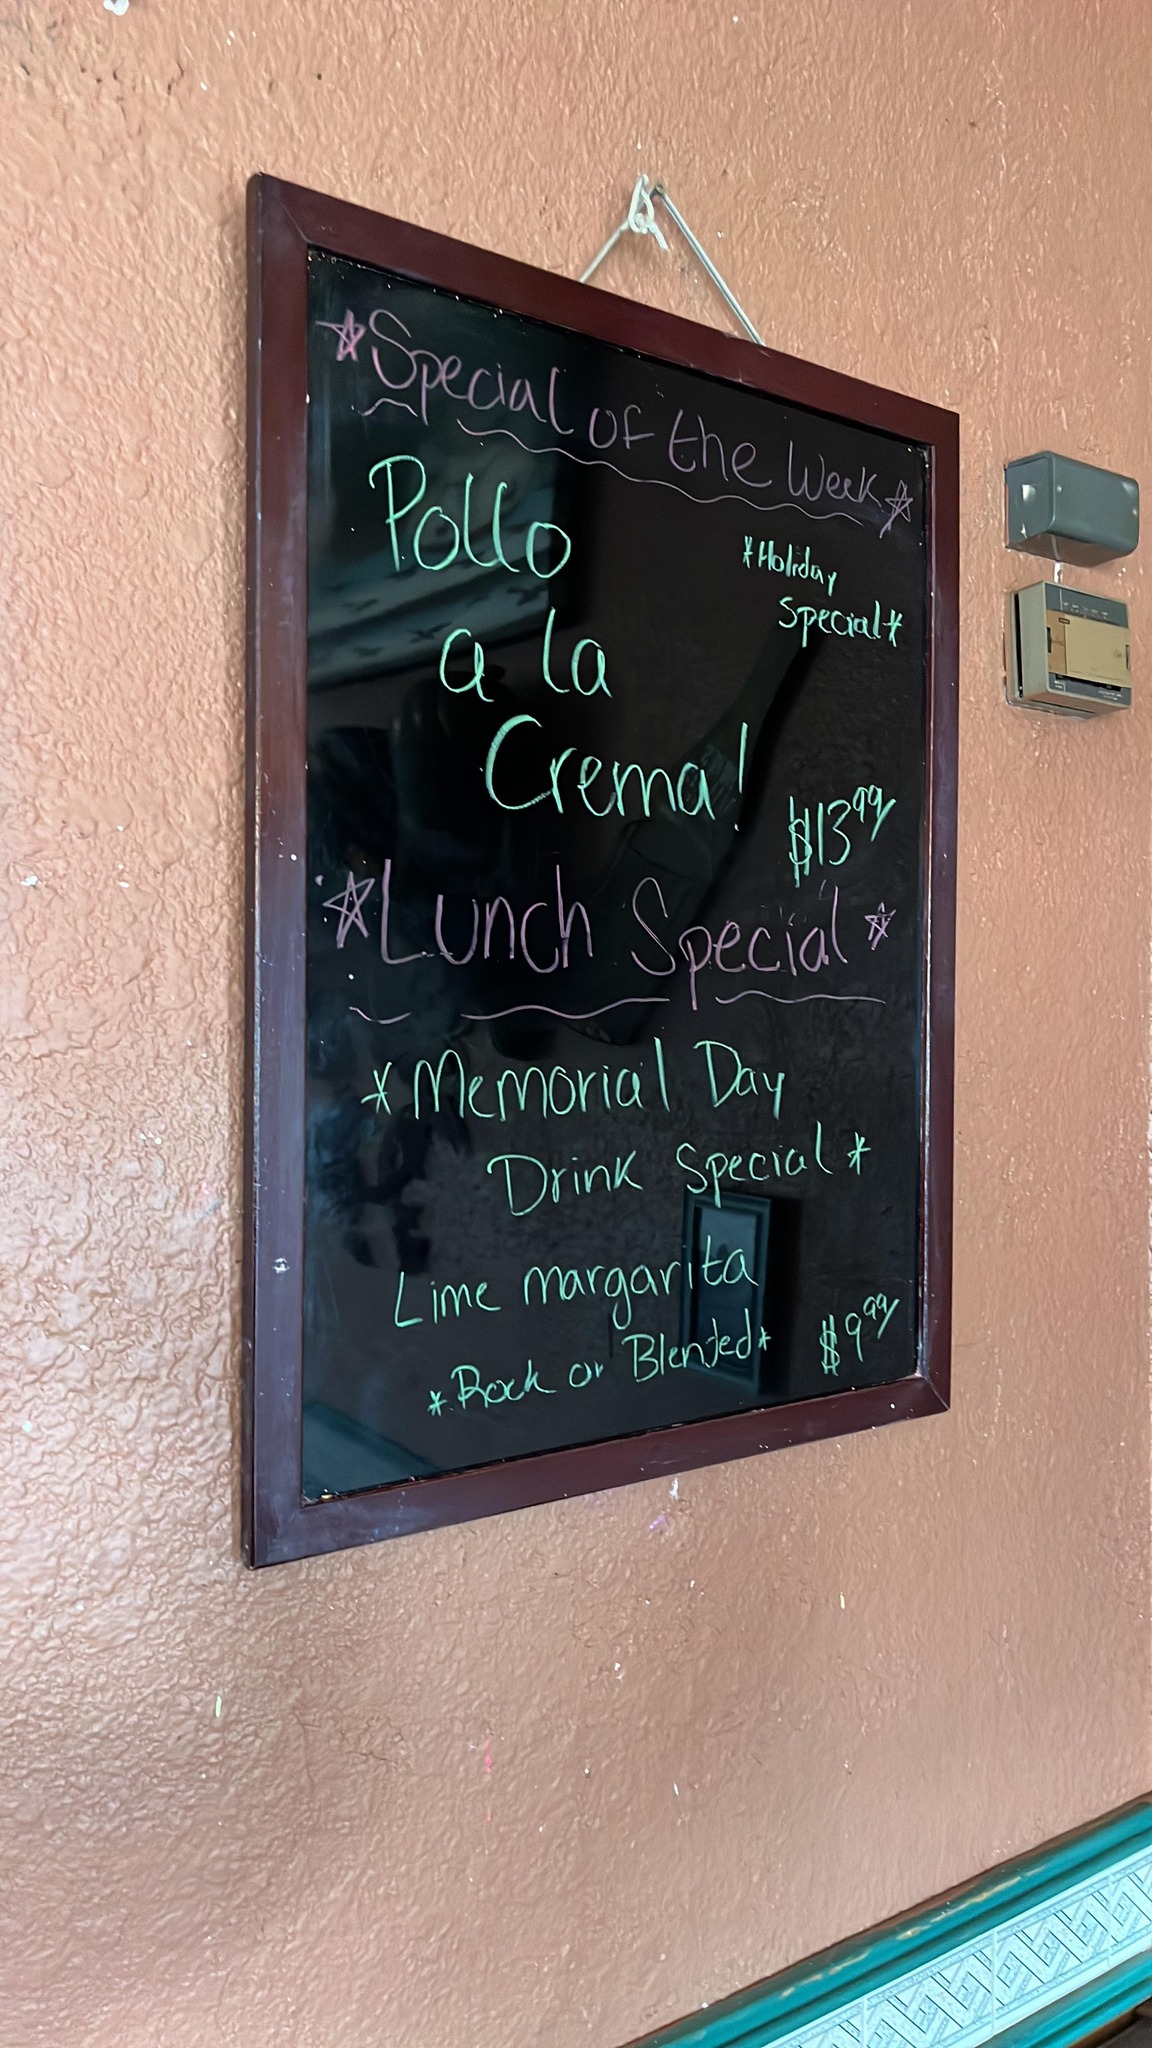 ☆Special of the Week☆
Pollo
*Holiday
Special*
a la
Crema!
$13.99
☆Lunch Special☆
*Memorial Day
Drink Special*
Lime margarita
*Rock or Blended*
$9.99